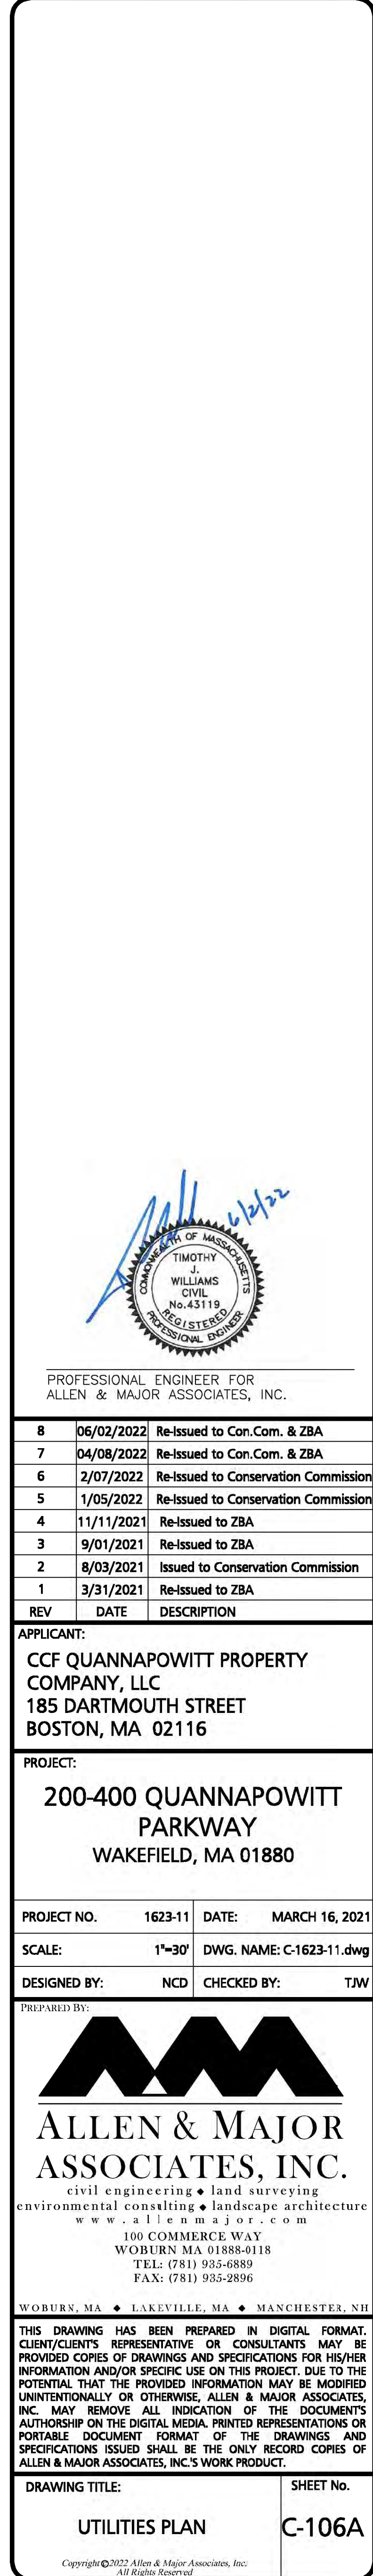 6/2/22
COMMONWEALTH OF MASSACHUSETTS
TIMOTHY
J.
WILLIAMS
CIVIL
No.43119
REGISTERED
PROFESSIONAL ENGINEER
PROFESSIONAL ENGINEER FOR
ALLEN & MAJOR ASSOCIATES, INC.
8 06/02/2022 Re-Issued to Con.Com. & ZBA
7 04/08/2022 Re-Issued to Con.Com. & ZBA
6 2/07/2022 Re-Issued to Conservation Commission
5 1/05/2022 Re-Issued to Conservation Commission
4 11/11/2021 Re-Issued to ZBA
3 9/01/2021 Re-Issued to ZBA
2 8/03/2021 Issued to Conservation Commission
1 3/31/2021 Re-Issued to ZBA
REV DATE DESCRIPTION
APPLICANT:
CCF QUANNAPOWITT PROPERTY
COMPANY, LLC
185 DARTMOUTH STREET
BOSTON, MA 02116
PROJECT:
200-400 QUANNAPOWITT
PARKWAY
WAKEFIELD, MA 01880
PROJECT NO. 1623-11 DATE: MARCH 16, 2021
SCALE: 1"=30' DWG. NAME: C-1623-11.dwg
DESIGNED BY: NCD CHECKED BY: TJW
PREPARED BY:
ALLEN & MAJOR
ASSOCIATES, INC.
civil engineering ◆ land surveying
environmental consulting ◆ landscape architecture
www.allenmajor.com
100 COMMERCE WAY
WOBURN MA 01888-0118
TEL: (781) 935-6889
FAX: (781) 935-2896
WOBURN, MA ◆ LAKEVILLE, MA ◆ MANCHESTER, NH
THIS DRAWING HAS BEEN PREPARED IN DIGITAL FORMAT.
CLIENT/CLIENT'S REPRESENTATIVE OR CONSULTANTS MAY BE
PROVIDED COPIES OF DRAWINGS AND SPECIFICATIONS FOR HIS/HER
INFORMATION AND/OR SPECIFIC USE ON THIS PROJECT. DUE TO THE
POTENTIAL THAT THE PROVIDED INFORMATION MAY BE MODIFIED
UNINTENTIONALLY OR OTHERWISE, ALLEN & MAJOR ASSOCIATES,
INC. MAY REMOVE ALL INDICATION OF THE DOCUMENT'S
AUTHORSHIP ON THE DIGITAL MEDIA. PRINTED REPRESENTATIONS OR
PORTABLE DOCUMENT FORMAT OF THE DRAWINGS AND
SPECIFICATIONS ISSUED SHALL BE THE ONLY RECORD COPIES OF
ALLEN & MAJOR ASSOCIATES, INC.'S WORK PRODUCT.
DRAWING TITLE: SHEET No.
UTILITIES PLAN C-106A
Copyright©2022 Allen & Major Associates, Inc.
All Rights Reserved